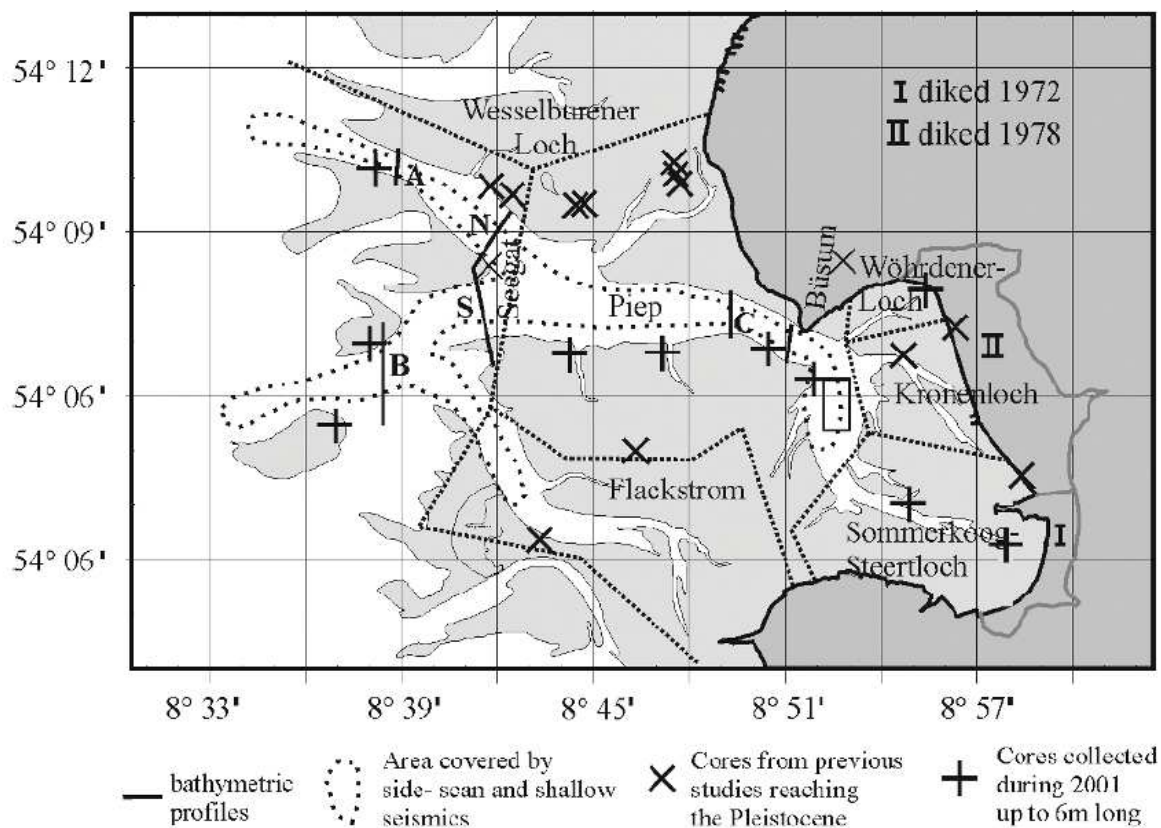 54° 12'
54° 09'
54° 06'
54° 06'
Wesselburener
Loch
I diked 1972
II diked 1978
A
N
Seegat
S
Piep
C
Büsum
Wöhrdener-
Loch
II
B
Kronenloch
Flackstrom
Sommerkoog-
Steertloch
I
8° 33' 8° 39' 8° 45' 8° 51' 8° 57'
bathymetric
profiles
Area covered by
side- scan and shallow
seismics
Cores from previous
studies reaching
the Pleistocene
Cores collected
during 2001
up to 6m long